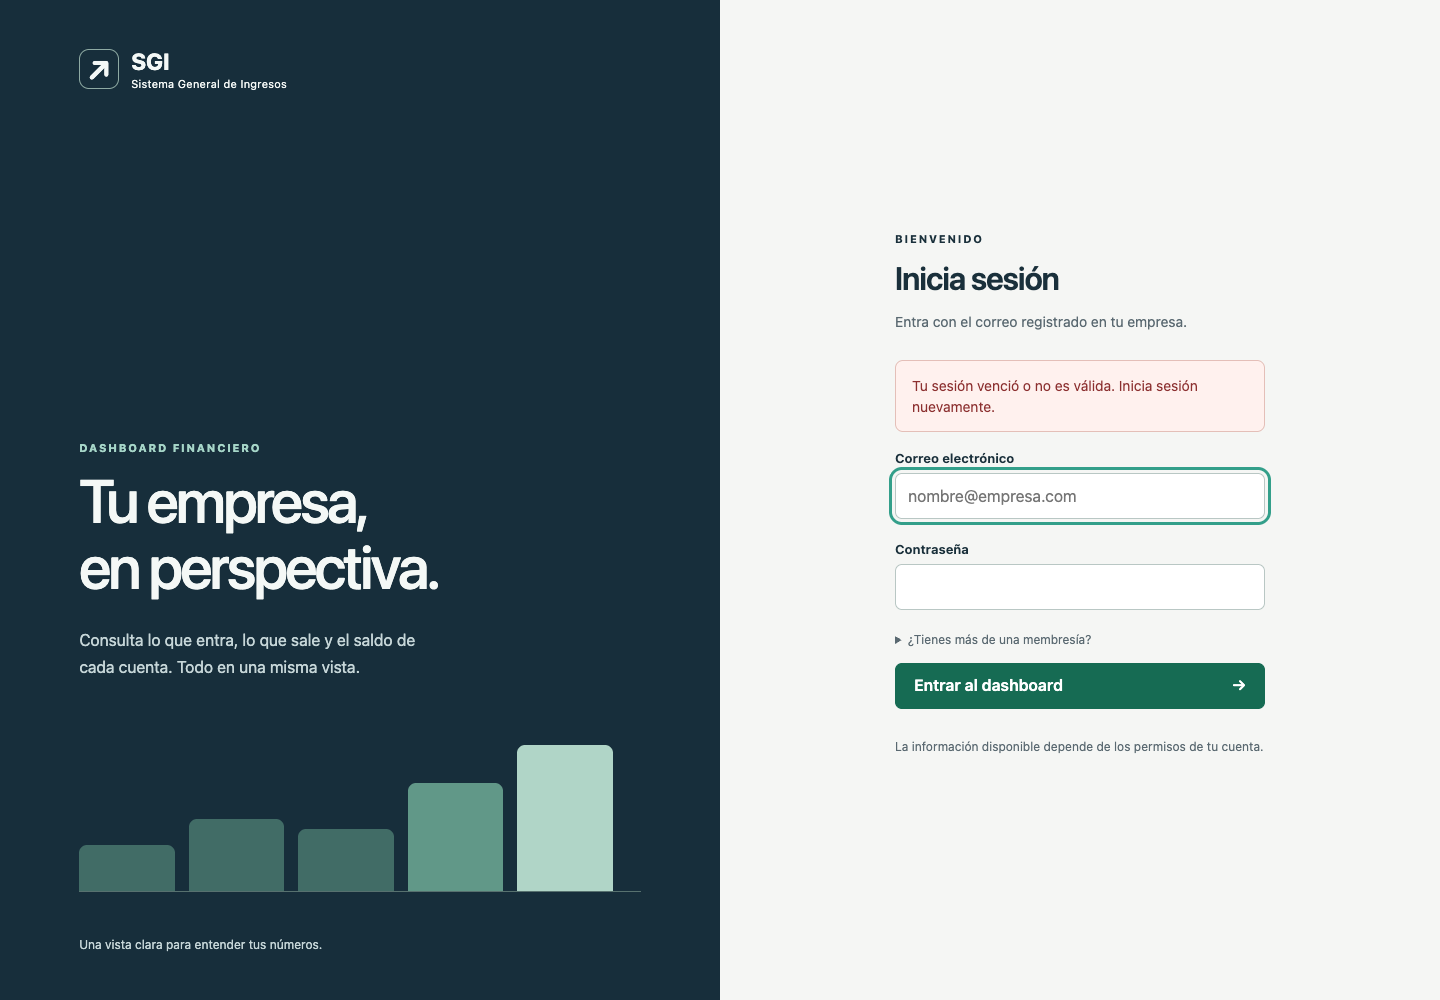 SGI
Sistema General de Ingresos
DASHBOARD FINANCIERO
Tu empresa,
en perspectiva.
Consulta lo que entra, lo que sale y el saldo de
cada cuenta. Todo en una misma vista.
Una vista clara para entender tus números.
BIENVENIDO
Inicia sesión
Entra con el correo registrado en tu empresa.
Tu sesión venció o no es válida. Inicia sesión
nuevamente.
Correo electrónico
nombre@empresa.com
Contraseña
¿Tienes más de una membresía?
Entrar al dashboard
La información disponible depende de los permisos de tu cuenta.